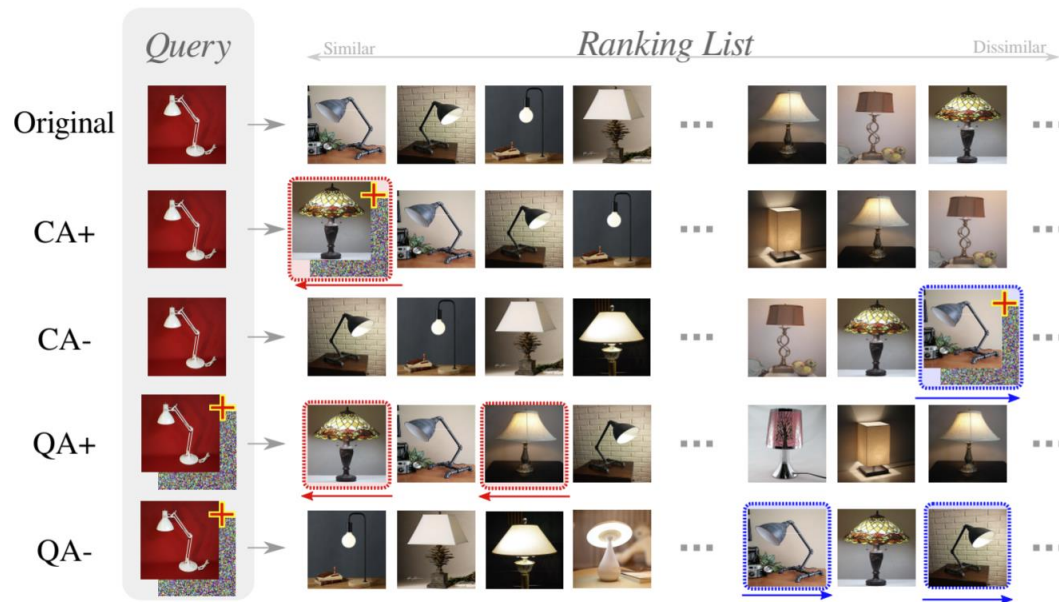 Query
Similar
Ranking List
Dissimilar
Original
CA+
CA-
QA+
QA-